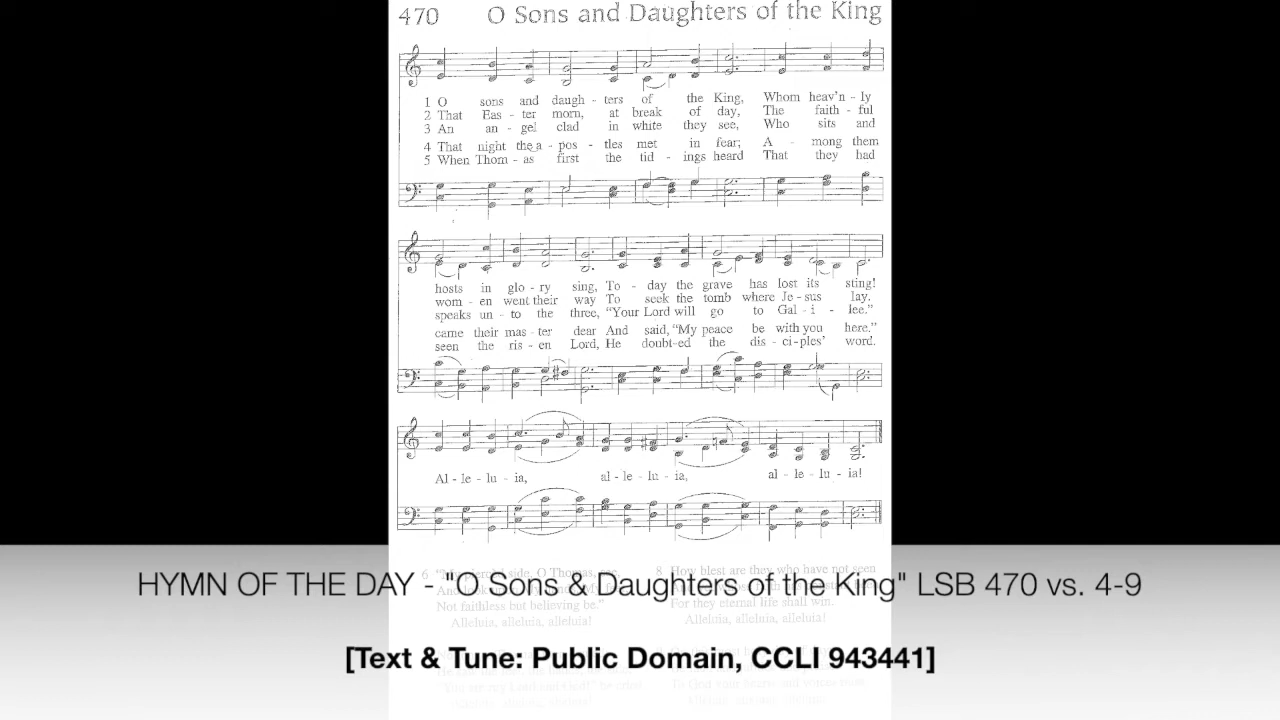 470 O Sons and Daughters of the King
1 O sons and daugh - ters of the King, Whom heav'n - ly
2 That Eas - ter morn, at break of day, The faith - ful
3 An an - gel clad in white they see, Who sits and
4 That night the a - pos - tles met in fear; A - mong them
5 When Thom - as first the tid - ings heard That they had
hosts in glo - ry sing, To - day the grave has lost its sting!
wom - en went their way To seek the tomb where Je - sus lay.
speaks un - to the three, "Your Lord will go to Gal - i - lee."
came their mas - ter dear And said, "My peace be with you here."
seen the ris - en Lord, He doubt-ed the dis - ci-ples' word.
Al - le - lu - ia, al - le - lu - ia, al - le - lu - ia!
6 side, O Thomas, see,
Not faithless but believing be."
Alleluia, alleluia, alleluia!
8 How blest are they who have not seen
For they eternal life shall win.
Alleluia, alleluia, alleluia!
HYMN OF THE DAY - "O Sons & Daughters of the King" LSB 470 vs. 4-9
[Text & Tune: Public Domain, CCLI 943441]